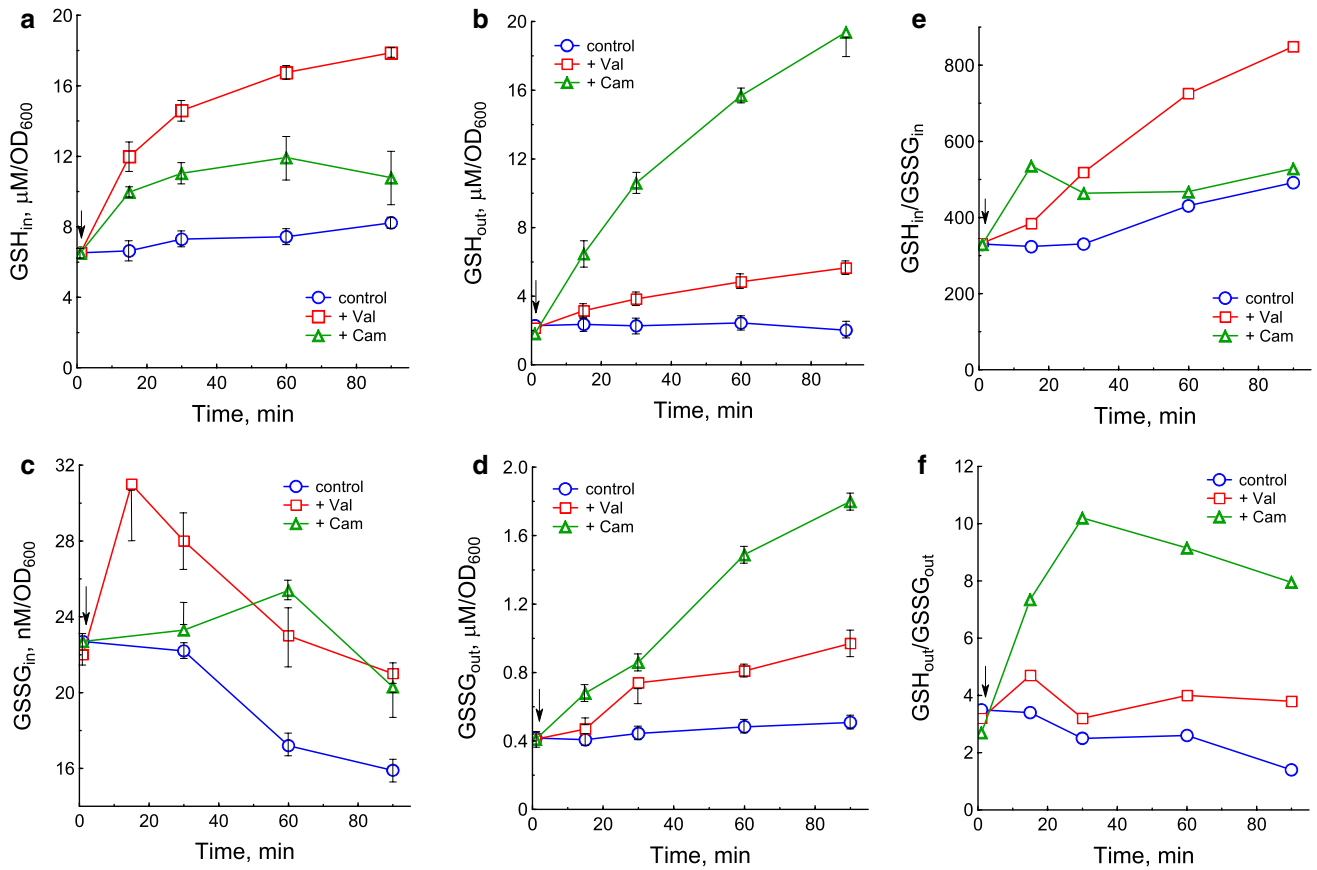 a
20
16
12
8
4
0
GSHin, μM/OD600
control
+ Val
+ Cam
0 20 40 60 80
Time, min
b
20
16
12
8
4
0
GSHout, μM/OD600
control
+ Val
+ Cam
0 20 40 60 80
Time, min
e
800
600
400
200
0
GSHin/GSSGin
control
+ Val
+ Cam
0 20 40 60 80
Time, min
c
32
28
24
20
16
GSSGin, nM/OD600
control
+ Val
+ Cam
0 20 40 60 80
Time, min
d
2.0
1.6
1.2
0.8
0.4
0
GSSGout, μM/OD600
control
+ Val
+ Cam
0 20 40 60 80
Time, min
f
12
10
8
6
4
2
0
GSHout/GSSGout
control
+ Val
+ Cam
0 20 40 60 80
Time, min